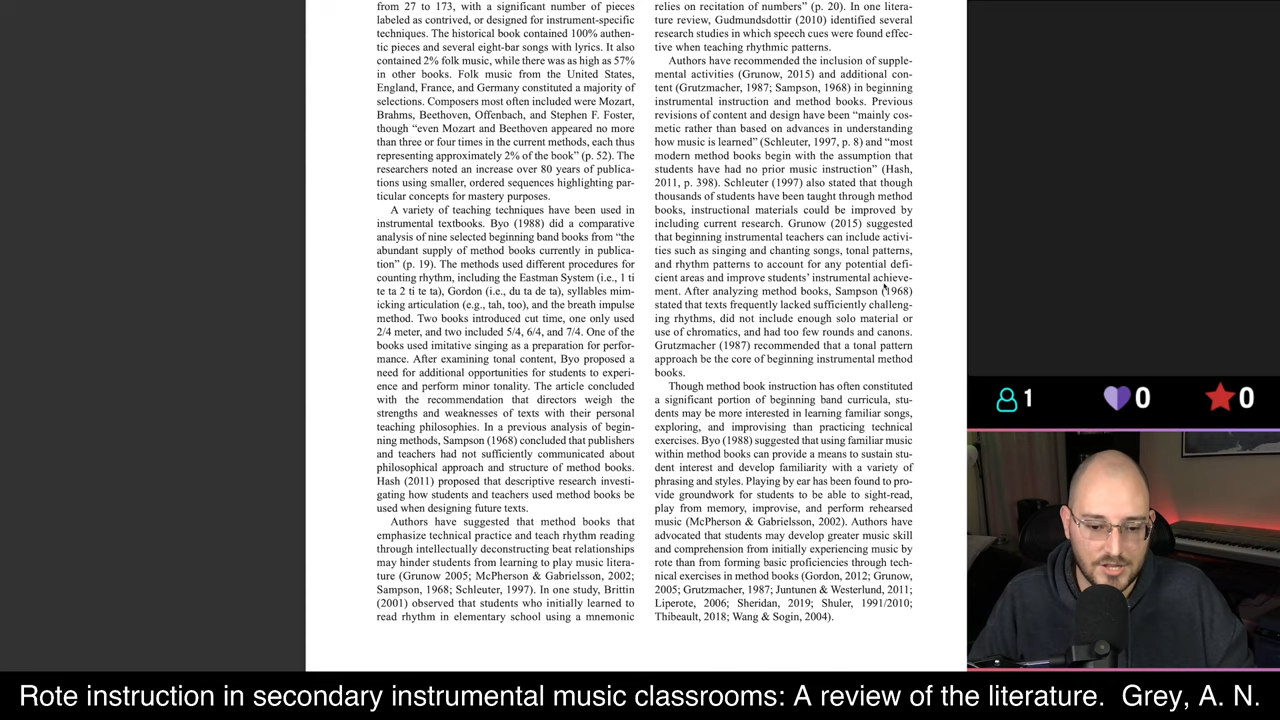 from 27 to 173, with a significant number of pieces
labeled as contrived, or designed for instrument-specific
techniques. The historical book contained 100% authen-
tic pieces and several eight-bar songs with lyrics. It also
contained 2% folk music, while there was as high as 57%
in other books. Folk music from the United States,
England, France, and Germany constituted a majority of
selections. Composers most often included were Mozart,
Brahms, Beethoven, Offenbach, and Stephen F. Foster,
though “even Mozart and Beethoven appeared no more
than three or four times in the current methods, each thus
representing approximately 2% of the book” (p. 52). The
researchers noted an increase over 80 years of publica-
tions using smaller, ordered sequences highlighting par-
ticular concepts for mastery purposes.
A variety of teaching techniques have been used in
instrumental textbooks. Byo (1988) did a comparative
analysis of nine selected beginning band books from “the
abundant supply of method books currently in publica-
tion” (p. 19). The methods used different procedures for
counting rhythm, including the Eastman System (i.e., 1 ti
te ta 2 ti te ta), Gordon (i.e., du ta de ta), syllables mim-
icking articulation (e.g., tah, too), and the breath impulse
method. Two books introduced cut time, one only used
2/4 meter, and two included 5/4, 6/4, and 7/4. One of the
books used imitative singing as a preparation for perfor-
mance. After examining tonal content, Byo proposed a
need for additional opportunities for students to experi-
ence and perform minor tonality. The article concluded
with the recommendation that directors weigh the
strengths and weaknesses of texts with their personal
teaching philosophies. In a previous analysis of begin-
ning methods, Sampson (1968) concluded that publishers
and teachers had not sufficiently communicated about
philosophical approach and structure of method books.
Hash (2011) proposed that descriptive research investi-
gating how students and teachers used method books be
used when designing future texts.
Authors have suggested that method books that
emphasize technical practice and teach rhythm reading
through intellectually deconstructing beat relationships
may hinder students from learning to play music litera-
ture (Grunow 2005; McPherson & Gabrielsson, 2002;
Sampson, 1968; Schleuter, 1997). In one study, Brittin
(2001) observed that students who initially learned to
read rhythm in elementary school using a mnemonic
relies on recitation of numbers” (p. 20). In one litera-
ture review, Gudmundsdottir (2010) identified several
research studies in which speech cues were found effec-
tive when teaching rhythmic patterns.
Authors have recommended the inclusion of supple-
mental activities (Grunow, 2015) and additional con-
tent (Grutzmacher, 1987; Sampson, 1968) in beginning
instrumental instruction and method books. Previous
revisions of content and design have been “mainly cos-
metic rather than based on advances in understanding
how music is learned” (Schleuter, 1997, p. 8) and “most
modern method books begin with the assumption that
students have had no prior music instruction” (Hash,
2011, p. 398). Schleuter (1997) also stated that though
thousands of students have been taught through method
books, instructional materials could be improved by
including current research. Grunow (2015) suggested
that beginning instrumental teachers can include activi-
ties such as singing and chanting songs, tonal patterns,
and rhythm patterns to account for any potential defi-
cient areas and improve students’ instrumental achieve-
ment. After analyzing method books, Sampson (1968)
stated that texts frequently lacked sufficiently challeng-
ing rhythms, did not include enough solo material or
use of chromatics, and had too few rounds and canons.
Grutzmacher (1987) recommended that a tonal pattern
approach be the core of beginning instrumental method
books.
Though method book instruction has often constituted
a significant portion of beginning band curricula, stu-
dents may be more interested in learning familiar songs,
exploring, and improvising than practicing technical
exercises. Byo (1988) suggested that using familiar music
within method books can provide a means to sustain stu-
dent interest and develop familiarity with a variety of
phrasing and styles. Playing by ear has been found to pro-
vide groundwork for students to be able to sight-read,
play from memory, improvise, and perform rehearsed
music (McPherson & Gabrielsson, 2002). Authors have
advocated that students may develop greater music skill
and comprehension from initially experiencing music by
rote than from forming basic proficiencies through tech-
nical exercises in method books (Gordon, 2012; Grunow,
2005; Grutzmacher, 1987; Juntunen & Westerlund, 2011;
Liperote, 2006; Sheridan, 2019; Shuler, 1991/2010;
Thibeault, 2018; Wang & Sogin, 2004).
1 0 0
Rote instruction in secondary instrumental music classrooms: A review of the literature. Grey, A. N.